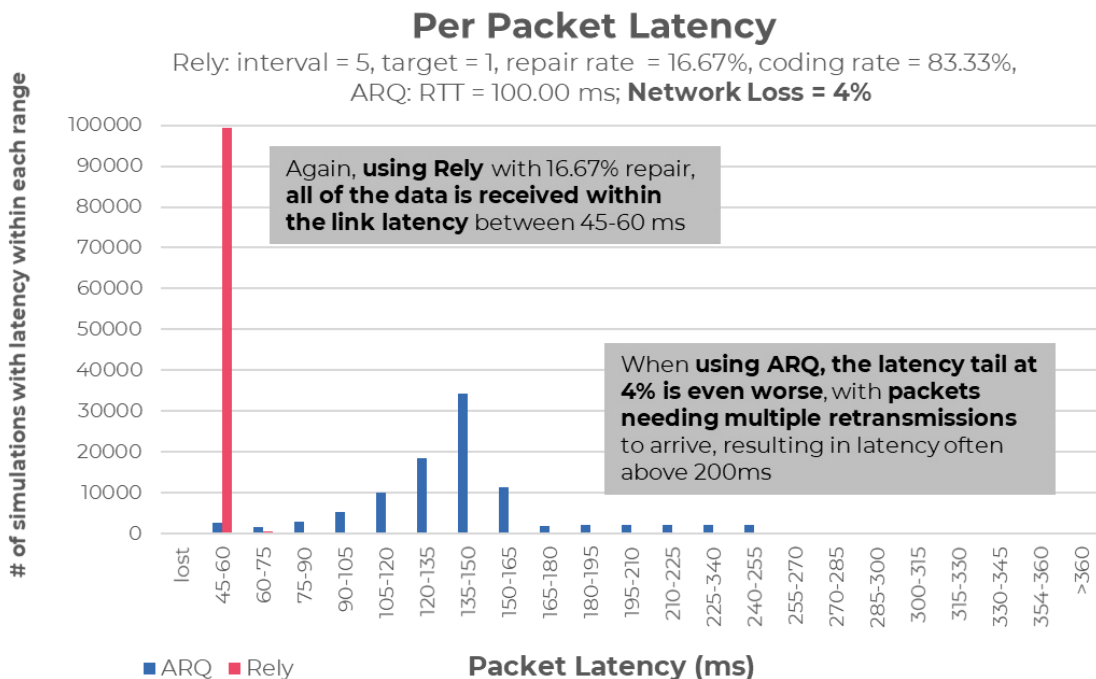 Per Packet Latency
Rely: interval = 5, target = 1, repair rate  = 16.67%, coding rate = 83.33%,
ARQ: RTT = 100.00 ms; Network Loss = 4%
# of simulations with latency within each range
100000
90000
80000
70000
60000
50000
40000
30000
20000
10000
0
Again, using Rely with 16.67% repair,
all of the data is received within
the link latency between 45-60 ms
When using ARQ, the latency tail at
4% is even worse, with packets
needing multiple retransmissions
to arrive, resulting in latency often
above 200ms
lost
45-60
60-75
75-90
90-105
105-120
120-135
135-150
150-165
165-180
180-195
195-210
210-225
225-340
240-255
255-270
270-285
285-300
300-315
315-330
330-345
354-360
>360
ARQ
Rely
Packet Latency (ms)